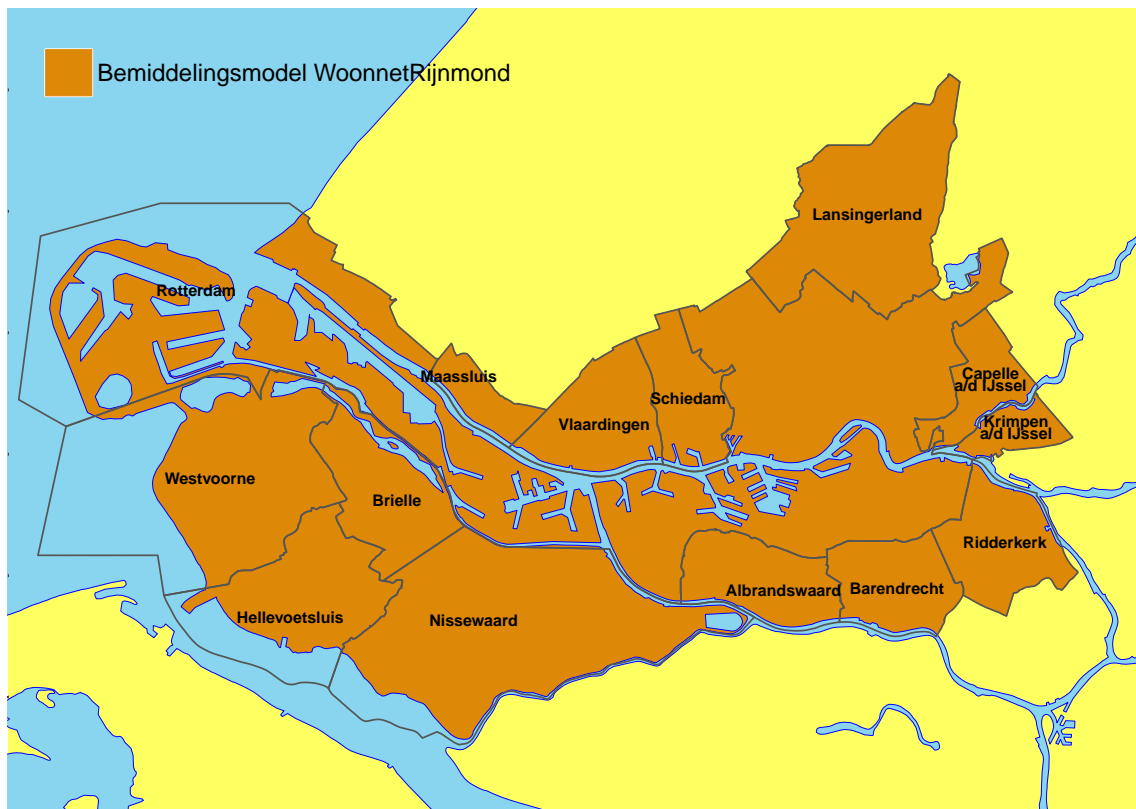 Bemiddelingsmodel WoonnetRijnmond
Lansingerland
Rotterdam
Maassluis
Capelle
a/d IJssel
Schiedam
Vlaardingen
Krimpen
a/d IJssel
Westvoorne
Brielle
Ridderkerk
Albrandswaard
Barendrecht
Hellevoetsluis
Nissewaard